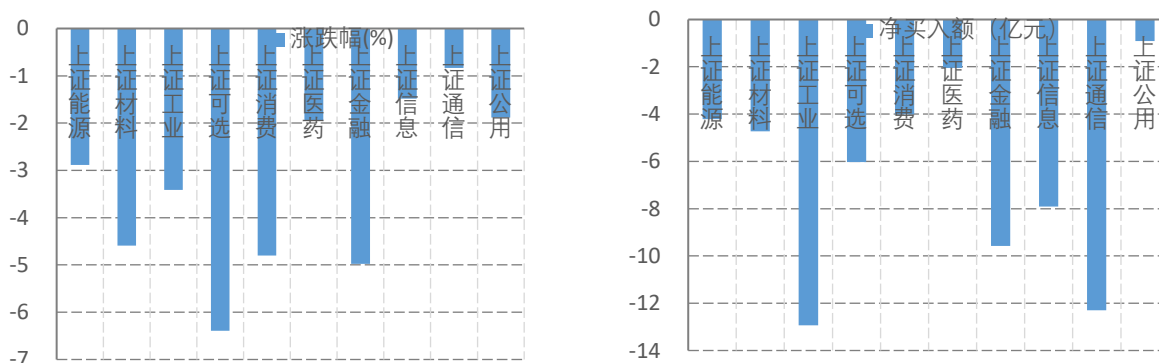 涨跌幅(%)
0
-1
-2
-3
-4
-5
-6
-7
上证能源
上证材料
上证工业
上证可选
上证消费
上证医药
上证金融
上证信息
上证通信
上证公用
净买入额（亿元）
0
-2
-4
-6
-8
-10
-12
-14
上证能源
上证材料
上证工业
上证可选
上证消费
上证医药
上证金融
上证信息
上证通信
上证公用